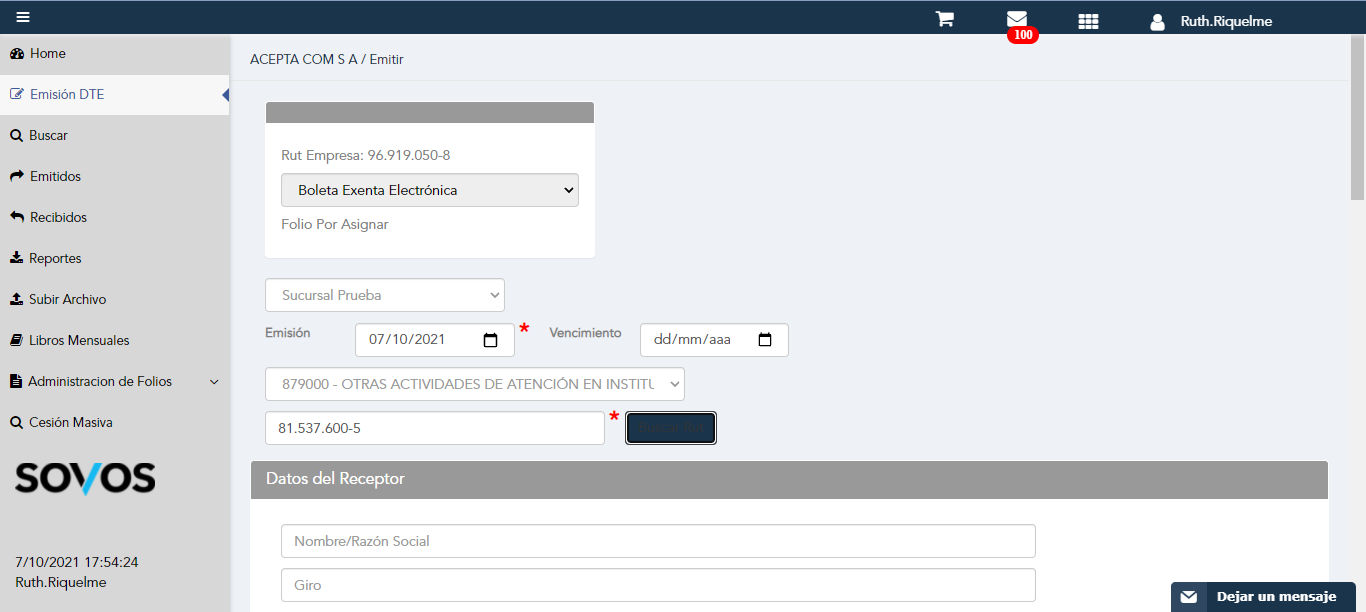 100
Ruth.Riquelme
Home
Emisión DTE
Buscar
Emitidos
Recibidos
Reportes
Subir Archivo
Libros Mensuales
Administracion de Folios
Cesión Masiva
SOVOS
7/10/2021 17:54:24
Ruth.Riquelme
ACEPTA COM S A / Emitir
Rut Empresa: 96.919.050-8
Boleta Exenta Electrónica
Folio Por Asignar
Sucursal Prueba
Emisión 07/10/2021 * Vencimiento dd/mm/aaa
879000 - OTRAS ACTIVIDADES DE ATENCIÓN EN INSTITU
81.537.600-5 *
Datos del Receptor
Nombre/Razón Social
Giro
Dejar un mensaje